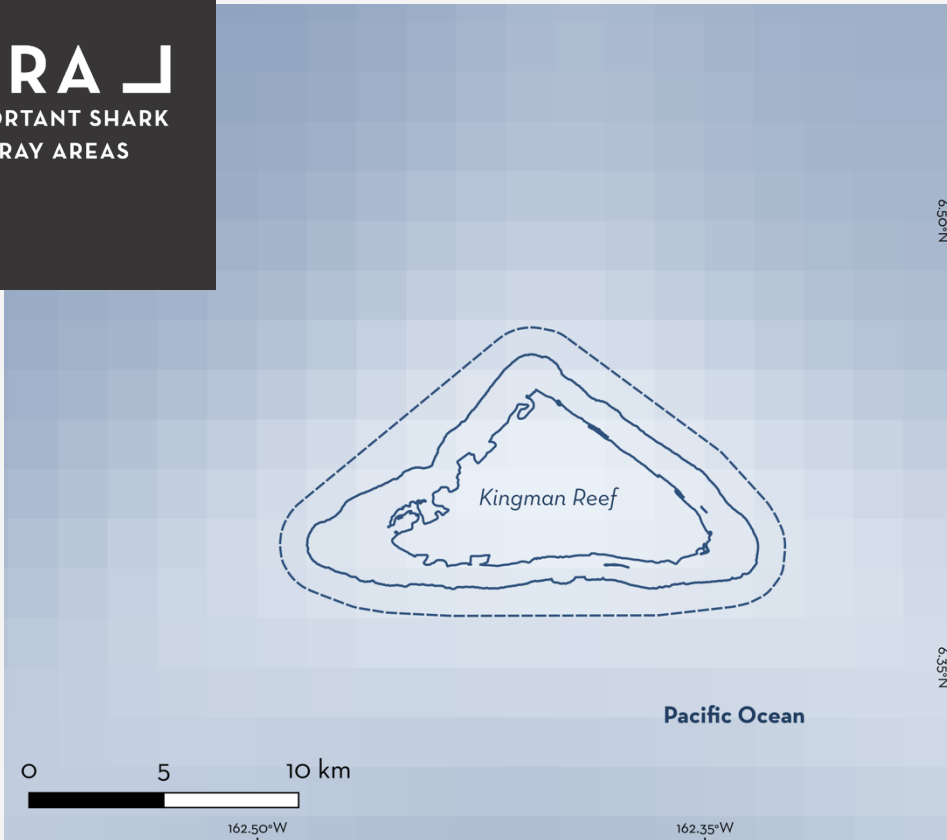 RA
ORTANT SHARK
RAY AREAS
6.50°N
Kingman Reef
6.35°N
Pacific Ocean
0 5 10 km
162.50°W 162.35°W